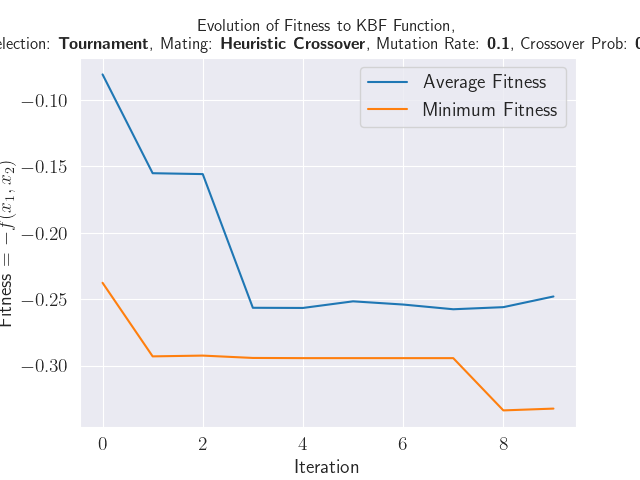 Evolution of Fitness to KBF Function,
election: Tournament, Mating: Heuristic Crossover, Mutation Rate: 0.1, Crossover Prob:
Average Fitness
Minimum Fitness
−0.10
−0.15
−0.20
−0.25
−0.30
Fitness = −f(x₁, x₂)
0 2 4 6 8
Iteration